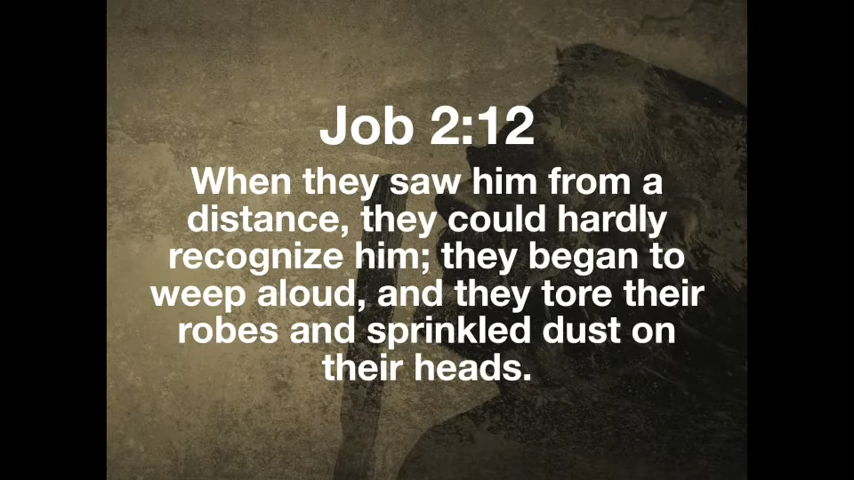 Job 2:12
When they saw him from a
distance, they could hardly
recognize him; they began to
weep aloud, and they tore their
robes and sprinkled dust on
their heads.